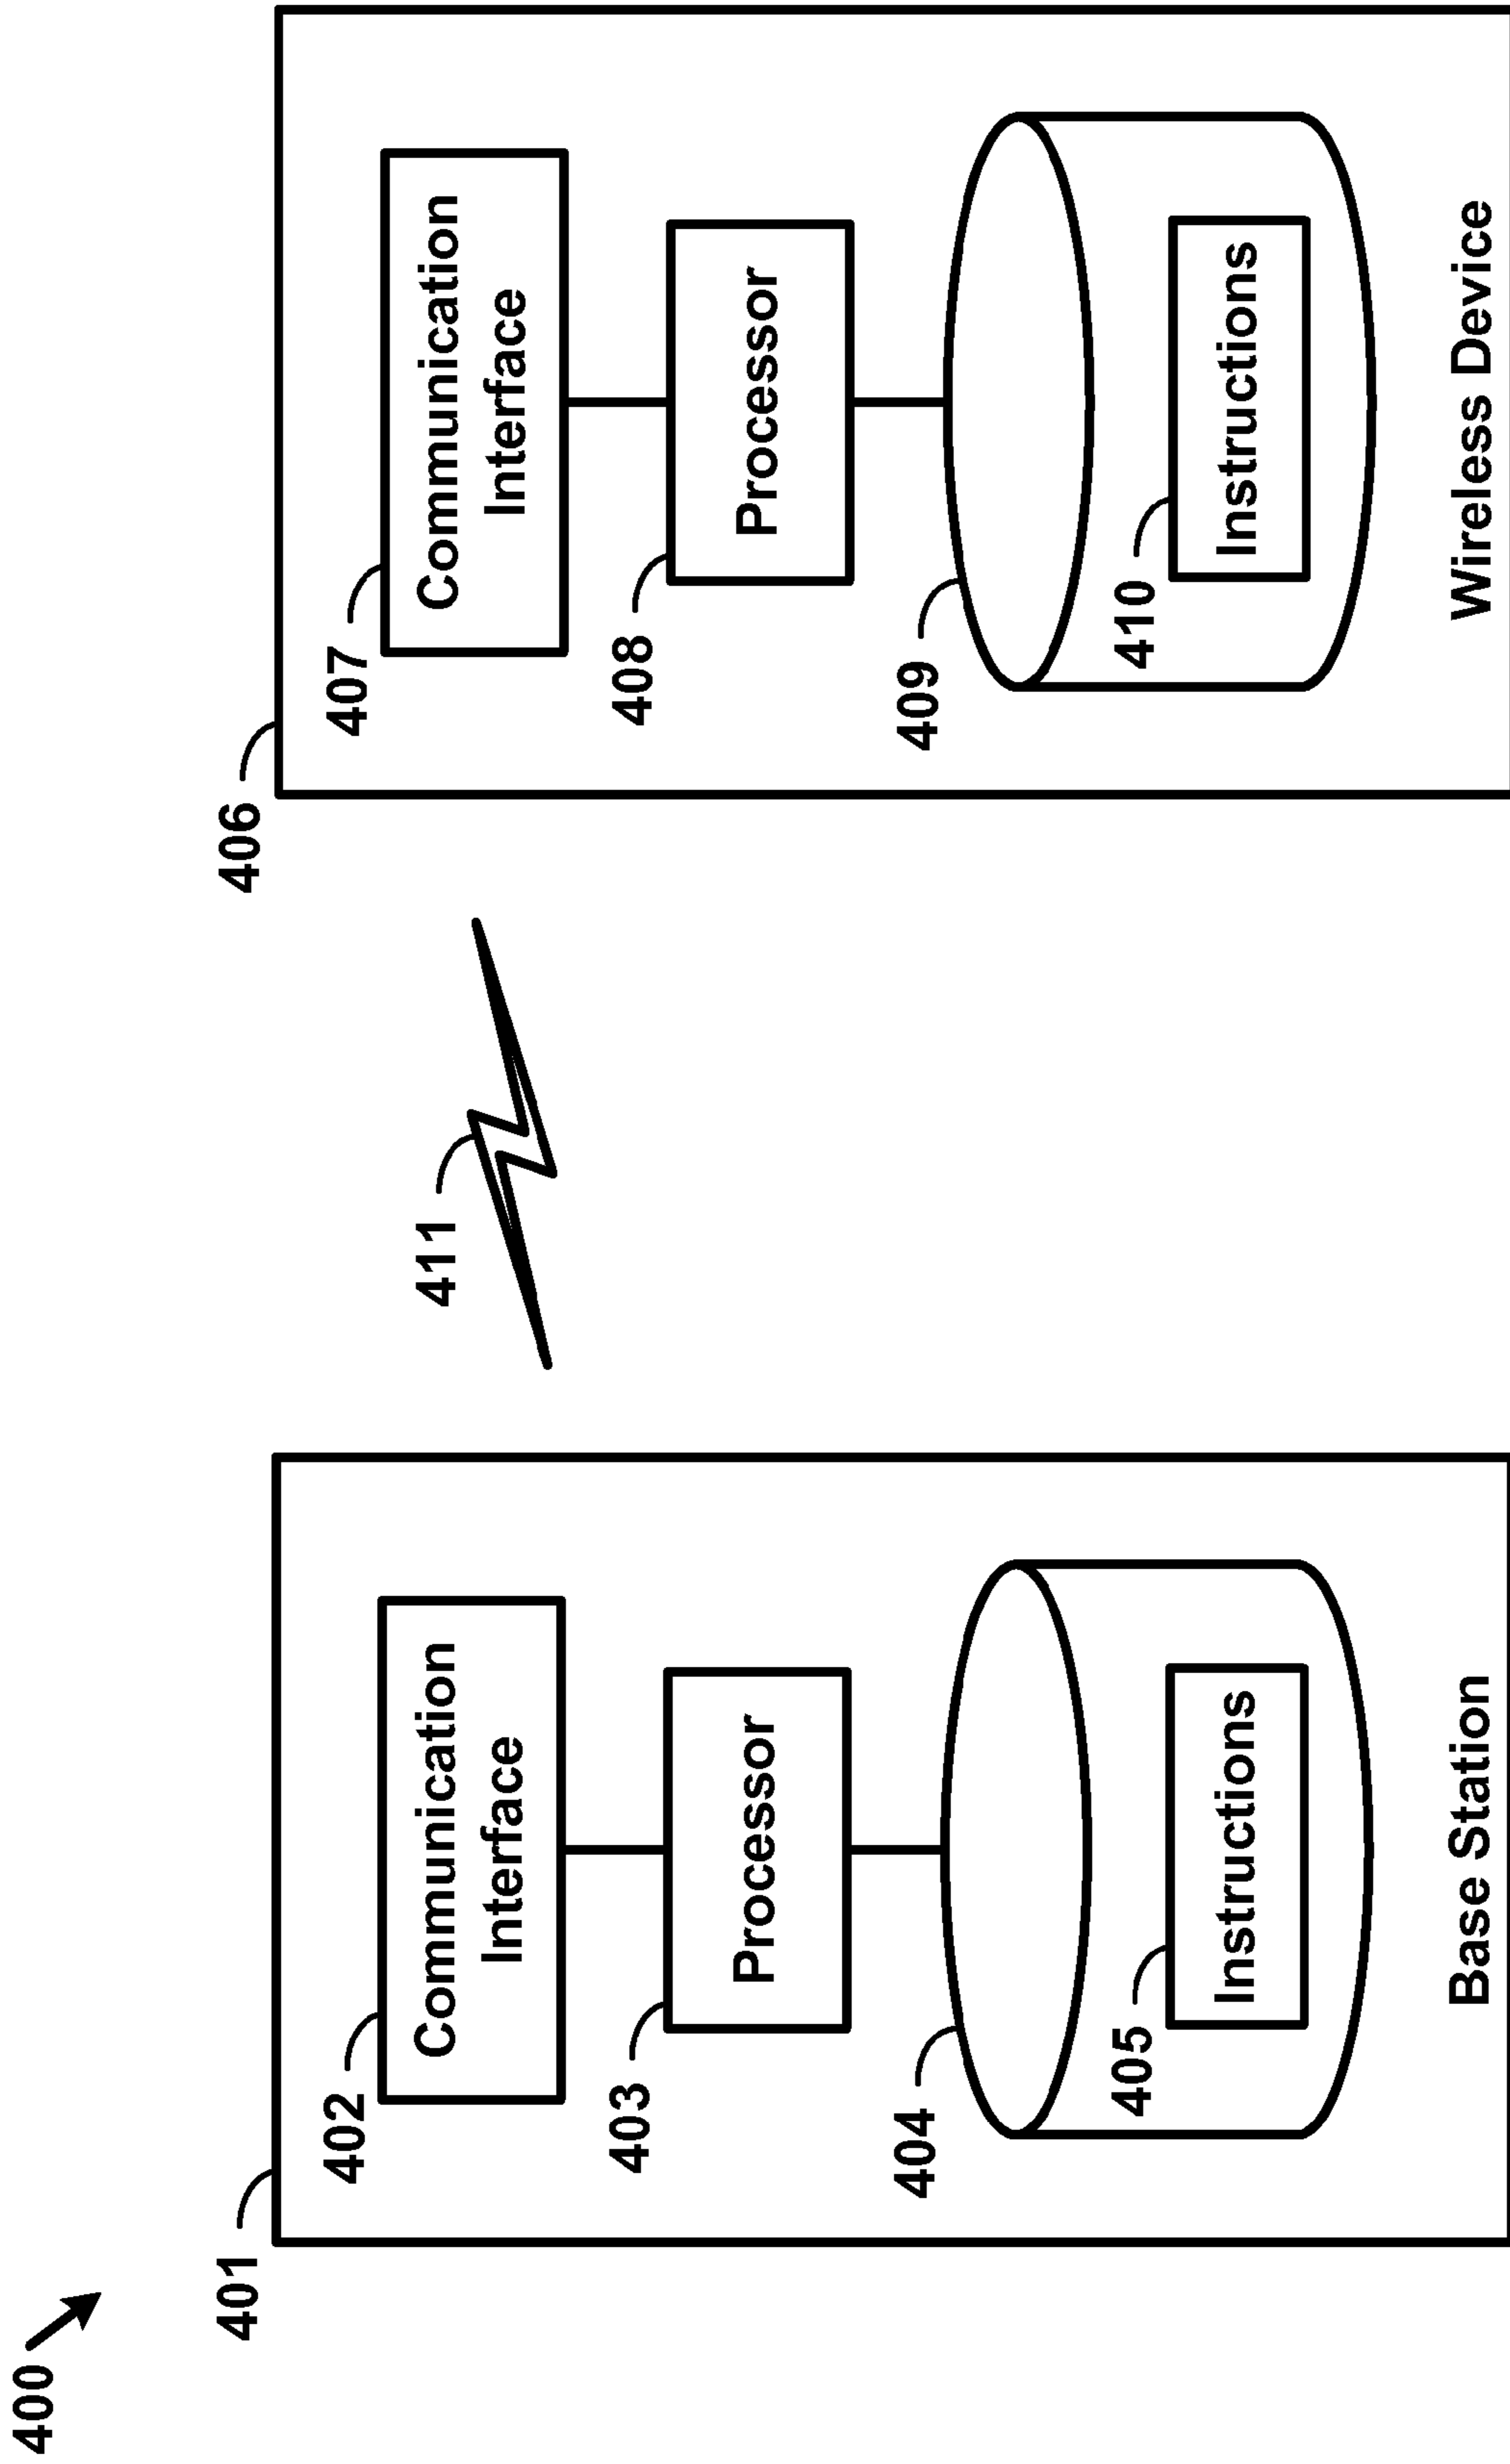 400
401
402
Communication
Interface
403
Processor
404
405
Instructions
Base Station
411
406
407
Communication
Interface
408
Processor
409
410
Instructions
Wireless Device